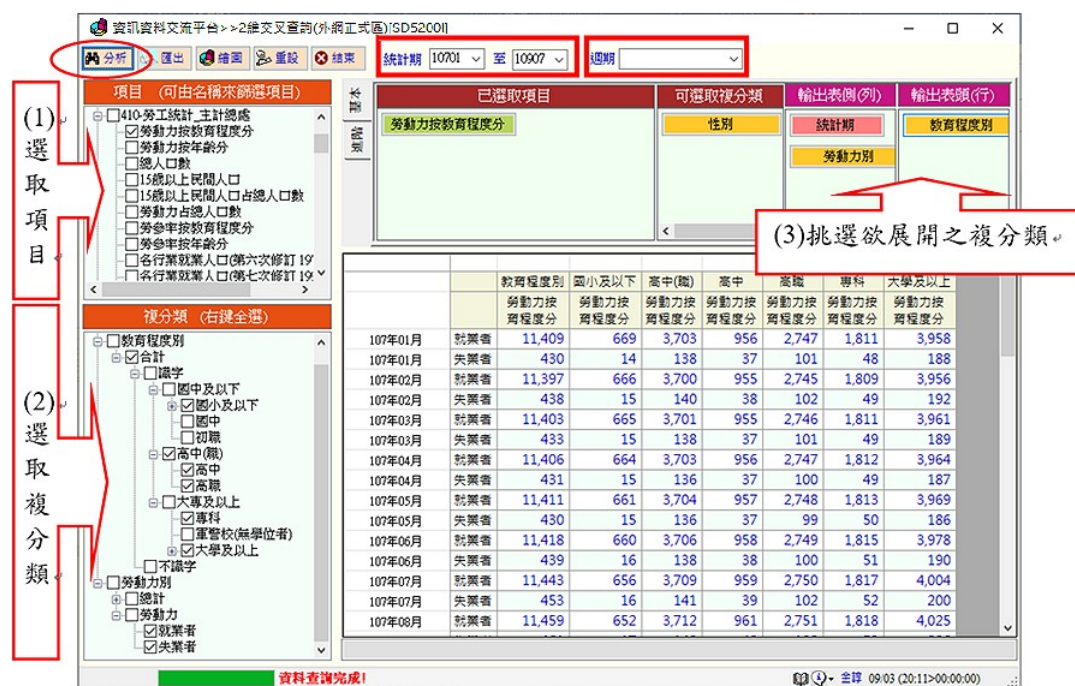 資訊資料交流平台>>2維交叉查詢(外網正式區)[SD5200I]
分析 匯出 繪圖 重設 結束 統計期 10701 至 10907 週期
(1)選取項目
項目 (可由名稱來篩選項目)
410-勞工統計_主計總處
勞動力按教育程度分
勞動力按年齡分
總人口數
15歲以上民間人口
15歲以上民間人口占總人口數
勞動力占總人口數
勞參率按教育程度分
勞參率按年齡分
各行業就業人口(第六次修訂 19
各行業就業人口(第七次修訂 19
基本
進階
已選取項目 可選取複分類 輸出表側(列) 輸出表頭(行)
勞動力按教育程度分 性別 統計期 教育程度別
勞動力別
(3)挑選欲展開之複分類
(2)選取複分類
複分類 (右鍵全選)
教育程度別
合計
識字
國中及以下
國小及以下
國中
初職
高中(職)
高中
高職
大專及以上
專科
軍警校(無學位者)
大學及以上
不識字
勞動力別
總計
勞動力
就業者
失業者
教育程度別 國小及以下 高中(職) 高中 高職 專科 大學及以上
勞動力按 勞動力按 勞動力按 勞動力按 勞動力按 勞動力按 勞動力按
育程度分 育程度分 育程度分 育程度分 育程度分 育程度分 育程度分
107年01月 就業者 11,409 669 3,703 956 2,747 1,811 3,958
107年01月 失業者 430 14 138 37 101 48 188
107年02月 就業者 11,397 666 3,700 955 2,745 1,809 3,956
107年02月 失業者 438 15 140 38 102 49 192
107年03月 就業者 11,403 665 3,701 955 2,746 1,811 3,961
107年03月 失業者 433 15 138 37 101 49 189
107年04月 就業者 11,406 664 3,703 956 2,747 1,812 3,964
107年04月 失業者 431 15 136 37 100 49 187
107年05月 就業者 11,411 661 3,704 957 2,748 1,813 3,969
107年05月 失業者 430 15 136 37 99 50 186
107年06月 就業者 11,418 660 3,706 958 2,749 1,815 3,978
107年06月 失業者 439 16 138 38 100 51 190
107年07月 就業者 11,443 656 3,709 959 2,750 1,817 4,004
107年07月 失業者 453 16 141 39 102 52 200
107年08月 就業者 11,459 652 3,712 961 2,751 1,818 4,025
資料查詢完成!
09/03 (20:11>00:00:00)